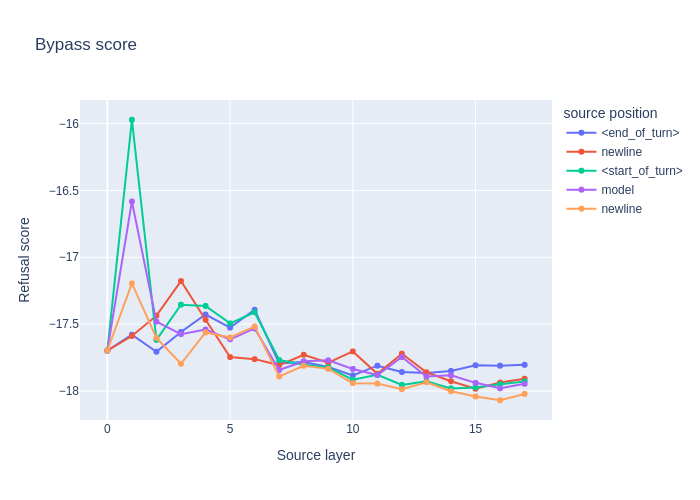 Bypass score
source position
<end_of_turn>
newline
<start_of_turn>
model
newline
Refusal score
−16
−16.5
−17
−17.5
−18
0
5
10
15
Source layer